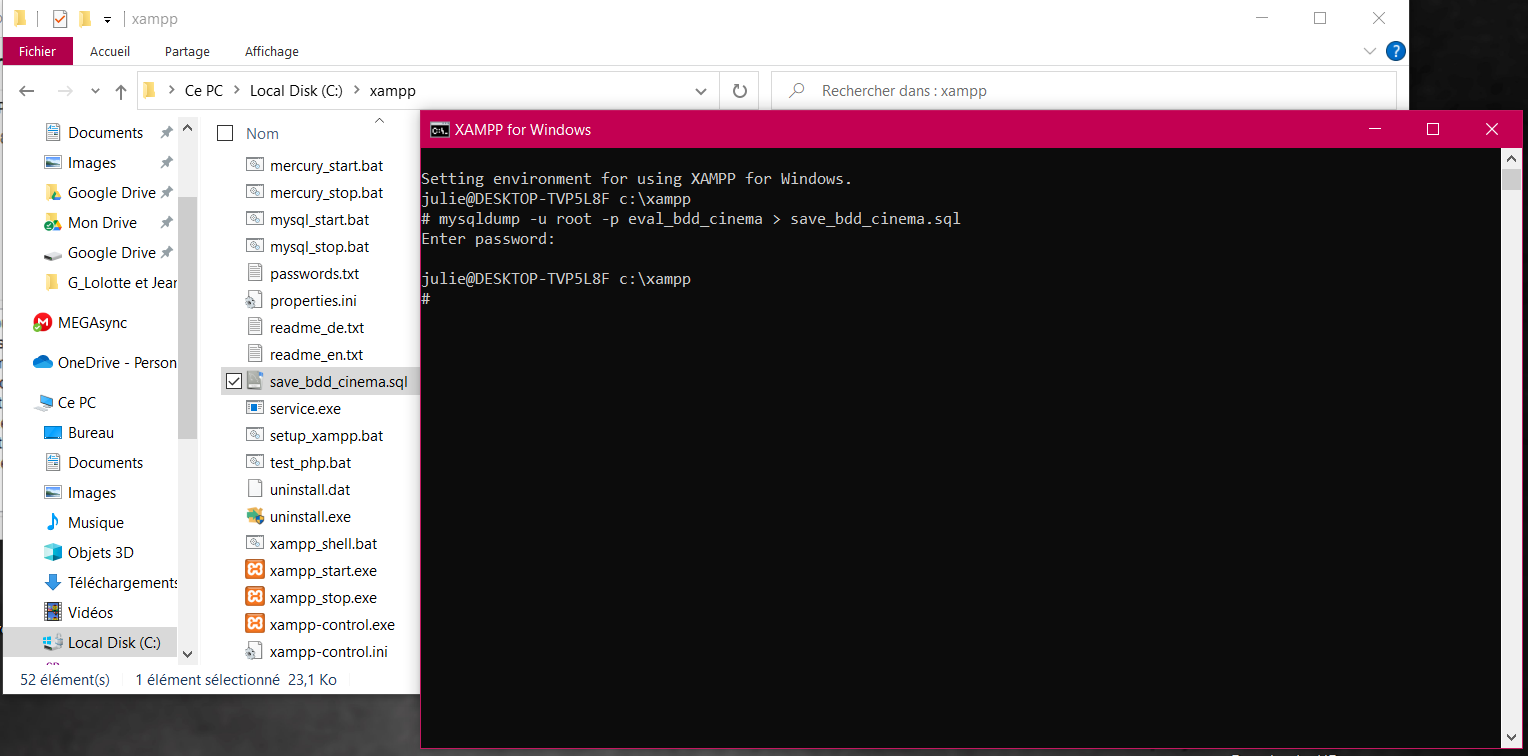 xampp
Fichier Accueil Partage Affichage
Ce PC > Local Disk (C:) > xampp
Rechercher dans : xampp
Documents
Images
Google Drive
Mon Drive
Google Drive
G_Lolotte et Jear
MEGAsync
OneDrive - Person
Ce PC
Bureau
Documents
Images
Musique
Objets 3D
Téléchargements
Vidéos
Local Disk (C:)
Nom
mercury_start.bat
mercury_stop.bat
mysql_start.bat
mysql_stop.bat
passwords.txt
properties.ini
readme_de.txt
readme_en.txt
save_bdd_cinema.sql
service.exe
setup_xampp.bat
test_php.bat
uninstall.dat
uninstall.exe
xampp_shell.bat
xampp_start.exe
xampp_stop.exe
xampp-control.exe
xampp-control.ini
52 élément(s) 1 élément sélectionné 23,1 Ko
XAMPP for Windows
Setting environment for using XAMPP for Windows.
julie@DESKTOP-TVP5L8F c:\xampp
# mysqldump -u root -p eval_bdd_cinema > save_bdd_cinema.sql
Enter password:
julie@DESKTOP-TVP5L8F c:\xampp
#